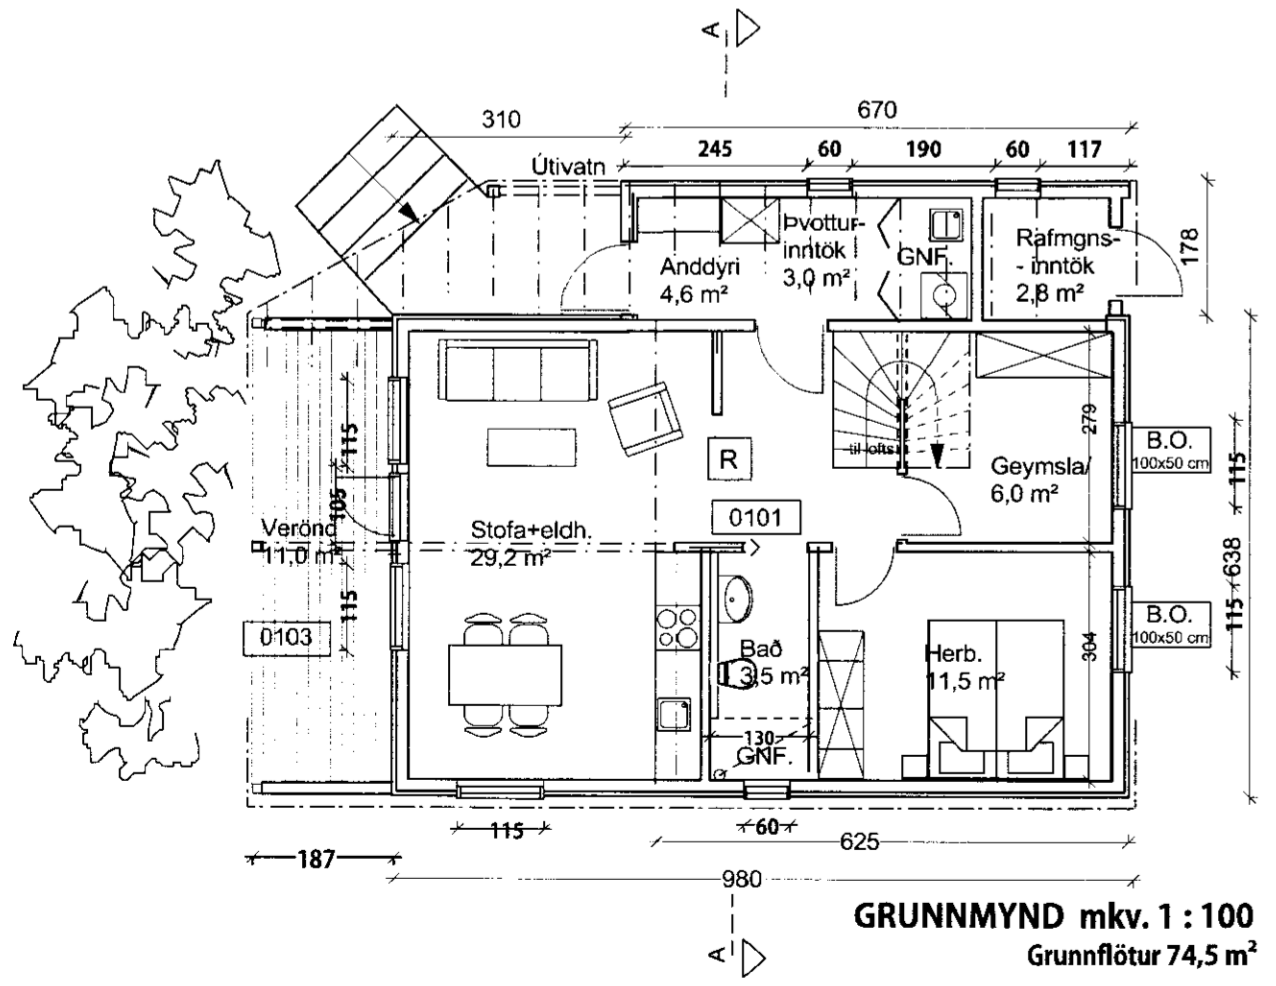 A
310
670
245
60
190
60
117
Útivatn
178
Þvottur-
inntök
3,0 m²
GNF.
Rafmgns-
- inntök
2,8 m²
Anddyri
4,6 m²
279
R
til lofts
Geymsla/
6,0 m²
B.O.
100x50 cm
115
115
105
Verönd
11,0 m²
Stofa+eldh.
29,2 m²
0101
638
115
0103
115
B.O.
100x50 cm
304
Bað
3,5 m²
Herb.
11,5 m²
130
GNF.
115
60
625
187
980
A
GRUNNMYND mkv. 1 : 100
Grunnflötur 74,5 m²